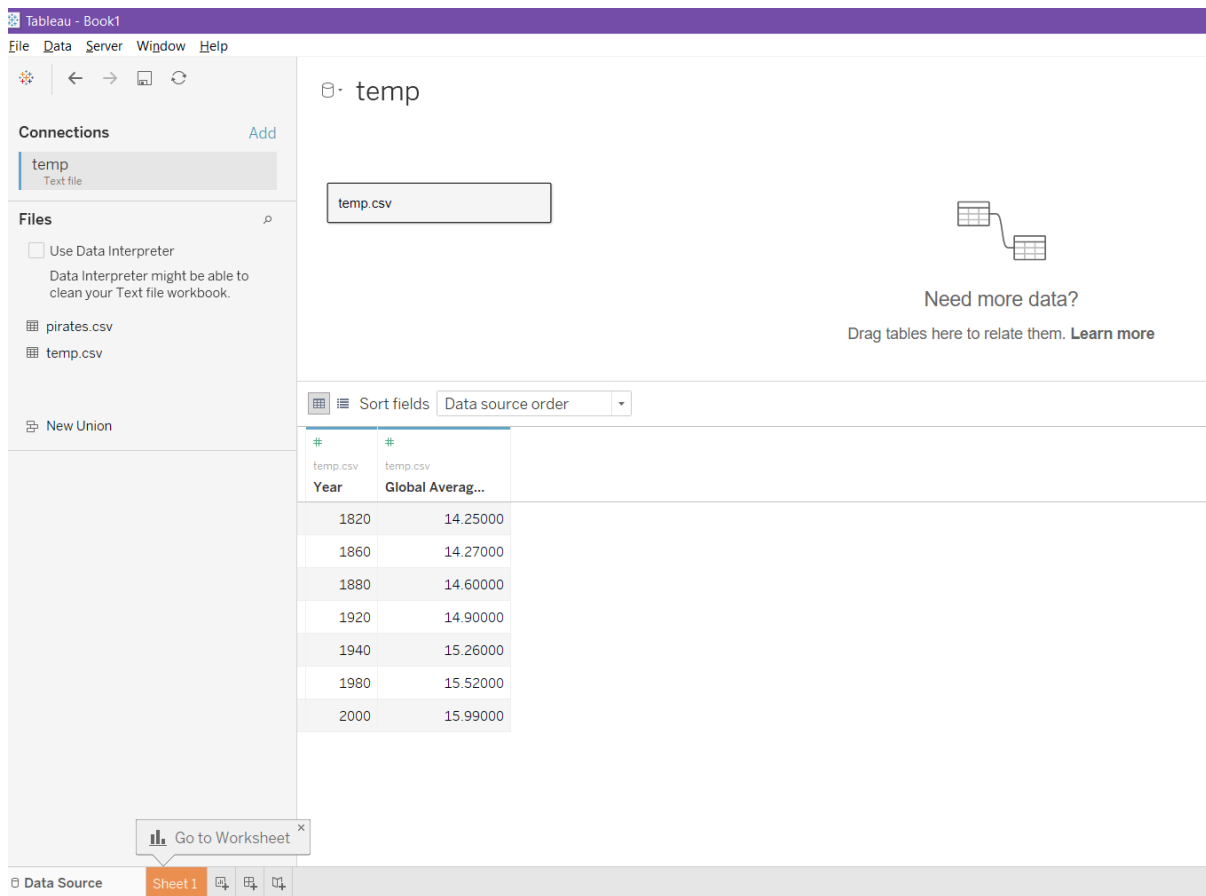 Tableau - Book1
File Data Server Window Help
temp
Connections Add
temp
Text file
temp.csv
Files
Use Data Interpreter
Data Interpreter might be able to
clean your Text file workbook.
Need more data?
pirates.csv
Drag tables here to relate them. Learn more
temp.csv
Sort fields Data source order
New Union
# #
temp.csv temp.csv
Year Global Averag...
1820 14.25000
1860 14.27000
1880 14.60000
1920 14.90000
1940 15.26000
1980 15.52000
2000 15.99000
Go to Worksheet
Data Source Sheet 1